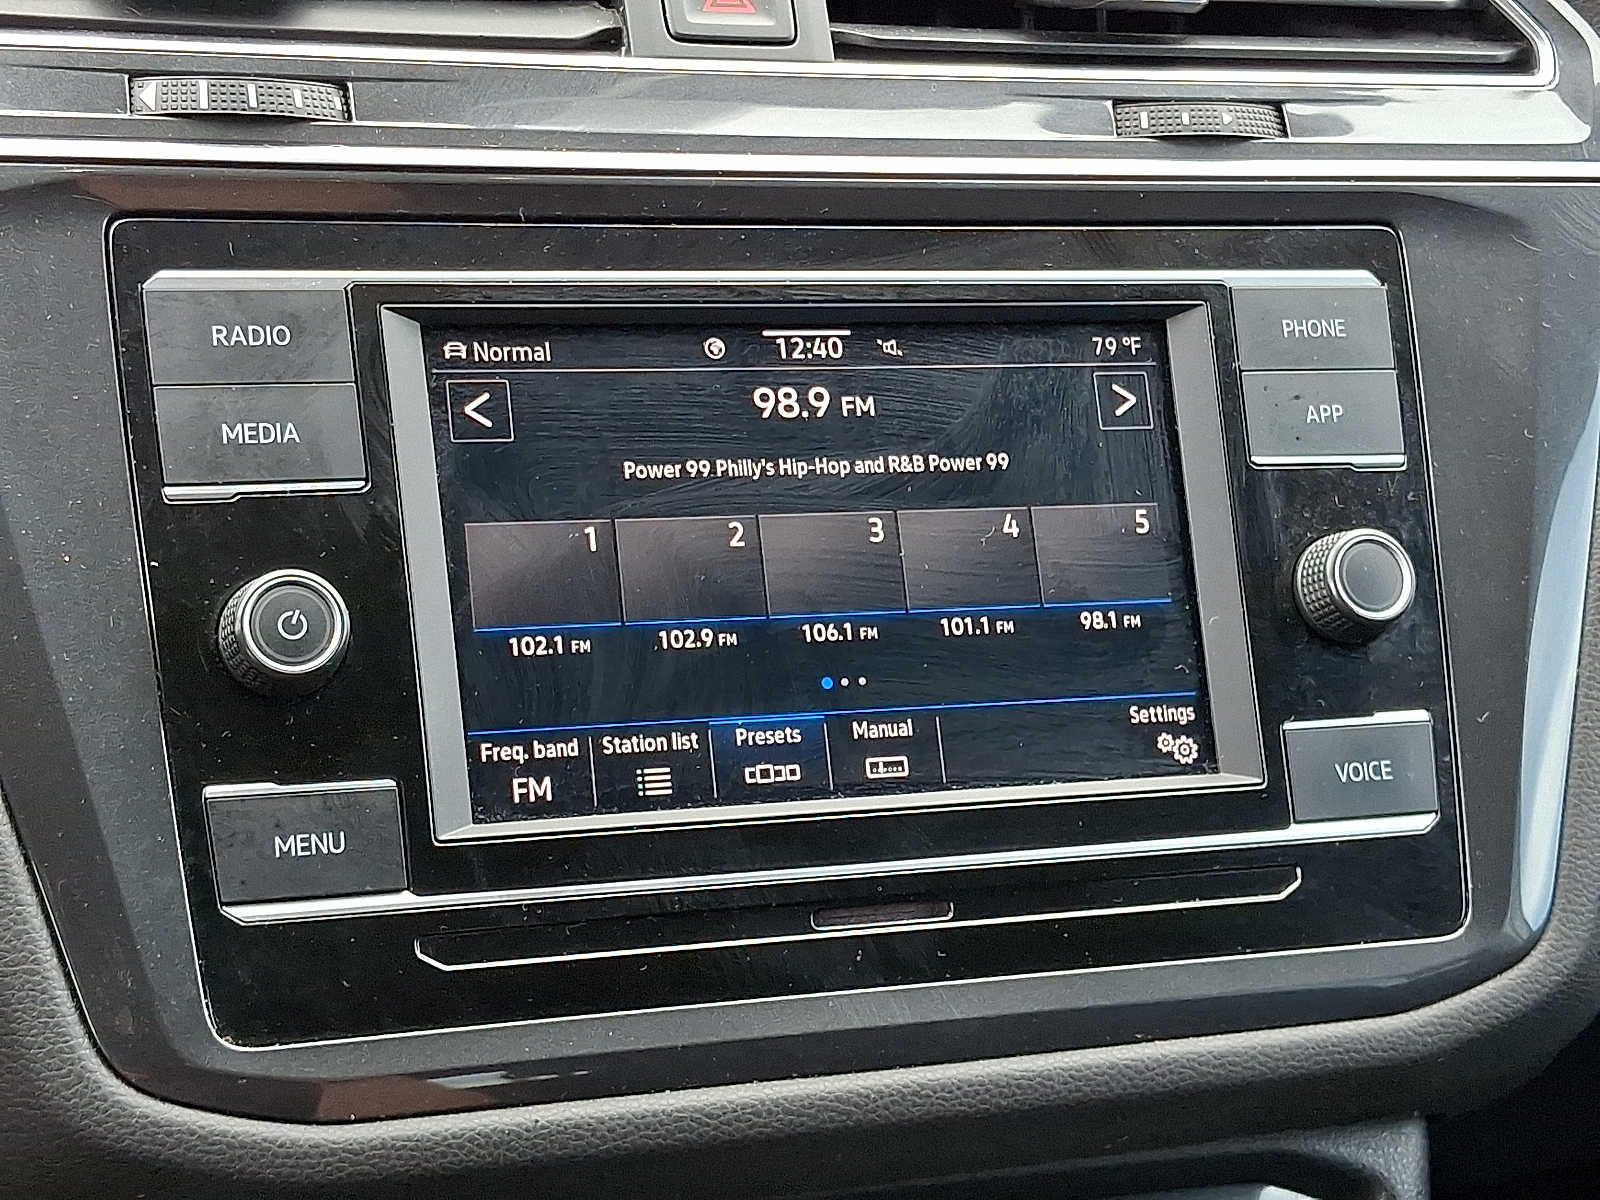 RADIO
MEDIA
MENU
PHONE
APP
VOICE
Normal
12:40
79 °F
<
98.9 FM
>
Power 99 Philly's Hip-Hop and R&B Power 99
1 2 3 4 5
102.1 FM 102.9 FM 106.1 FM 101.1 FM 98.1 FM
Freq. band Station list Presets Manual Settings
FM